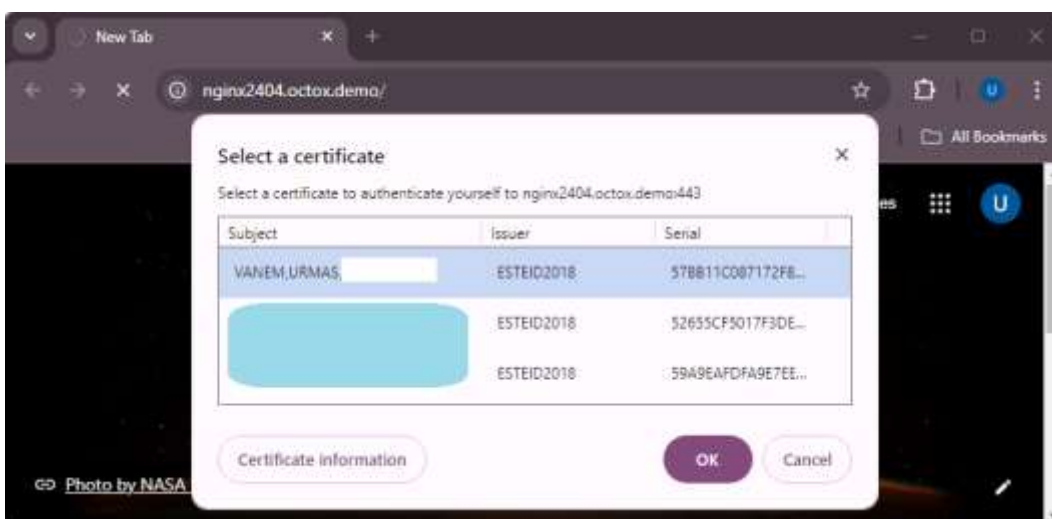 New Tab
nginx2404.octox.demo/
U
All Bookmarks
Select a certificate
Select a certificate to authenticate yourself to nginx2404.octox.demo:443
es
U
Subject Issuer Serial
VANEM,URMAS, ESTEID2018 57BB11C087172F8...
ESTEID2018 52655CF5017F3DE...
ESTEID2018 59A9EAFDFA9E7EE...
Certificate information OK Cancel
Photo by NASA